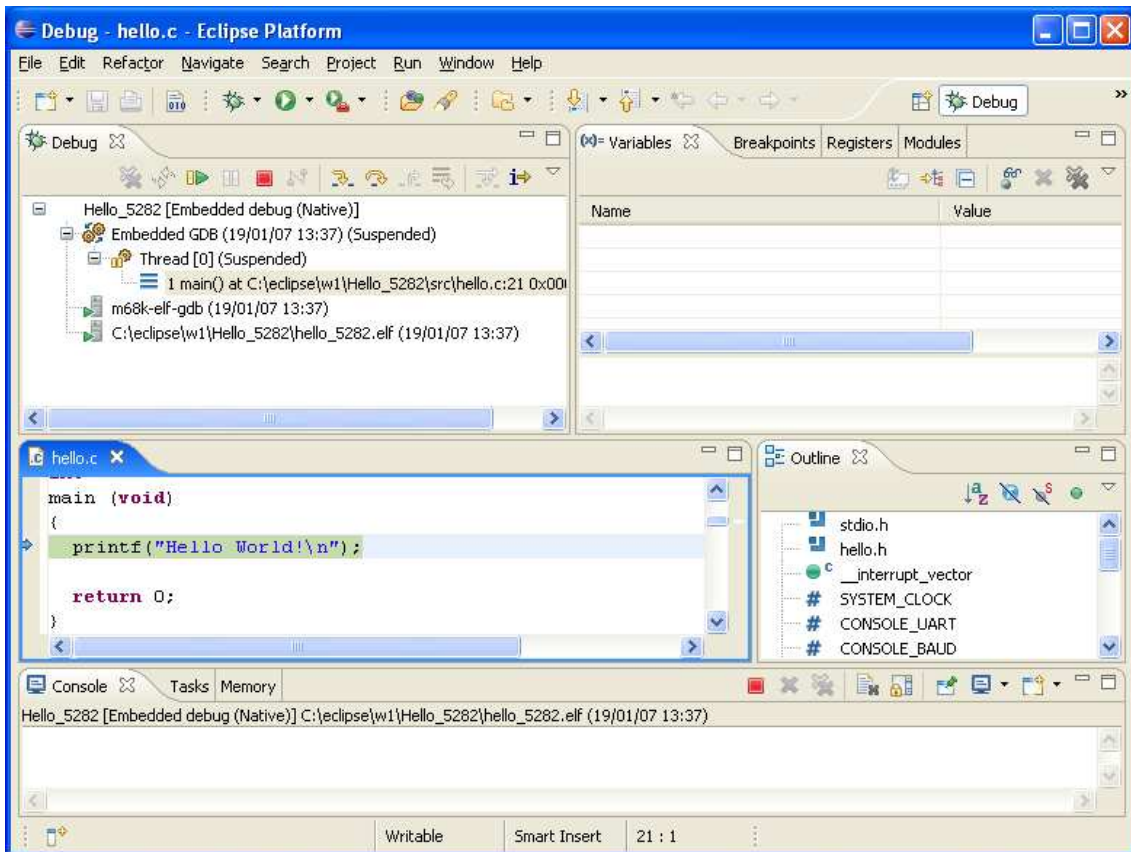 Debug - hello.c - Eclipse Platform
File Edit Refactor Navigate Search Project Run Window Help
Debug
Debug
Hello_5282 [Embedded debug (Native)]
Embedded GDB (19/01/07 13:37) (Suspended)
Thread [0] (Suspended)
1 main() at C:\eclipse\w1\Hello_5282\src\hello.c:21 0x00
m68k-elf-gdb (19/01/07 13:37)
C:\eclipse\w1\Hello_5282\hello_5282.elf (19/01/07 13:37)
(x)= Variables Breakpoints Registers Modules
Name Value
hello.c
int
main (void)
{
printf("Hello World!\n");
return 0;
}
Outline
stdio.h
hello.h
__interrupt_vector
SYSTEM_CLOCK
CONSOLE_UART
CONSOLE_BAUD
Console Tasks Memory
Hello_5282 [Embedded debug (Native)] C:\eclipse\w1\Hello_5282\hello_5282.elf (19/01/07 13:37)
Writable Smart Insert 21 : 1